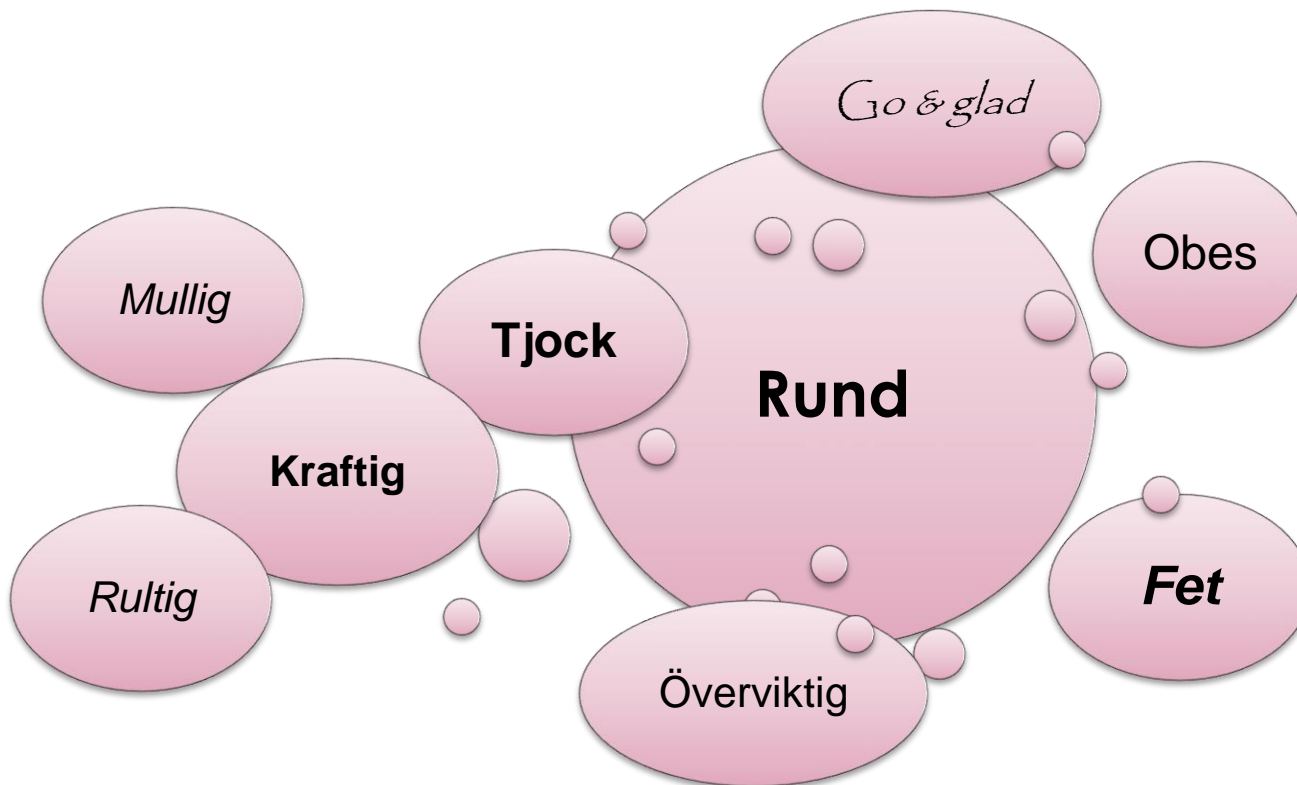 Go & glad
Obes
Mullig
Tjock
Rund
Kraftig
Rultig
Fet
Överviktig